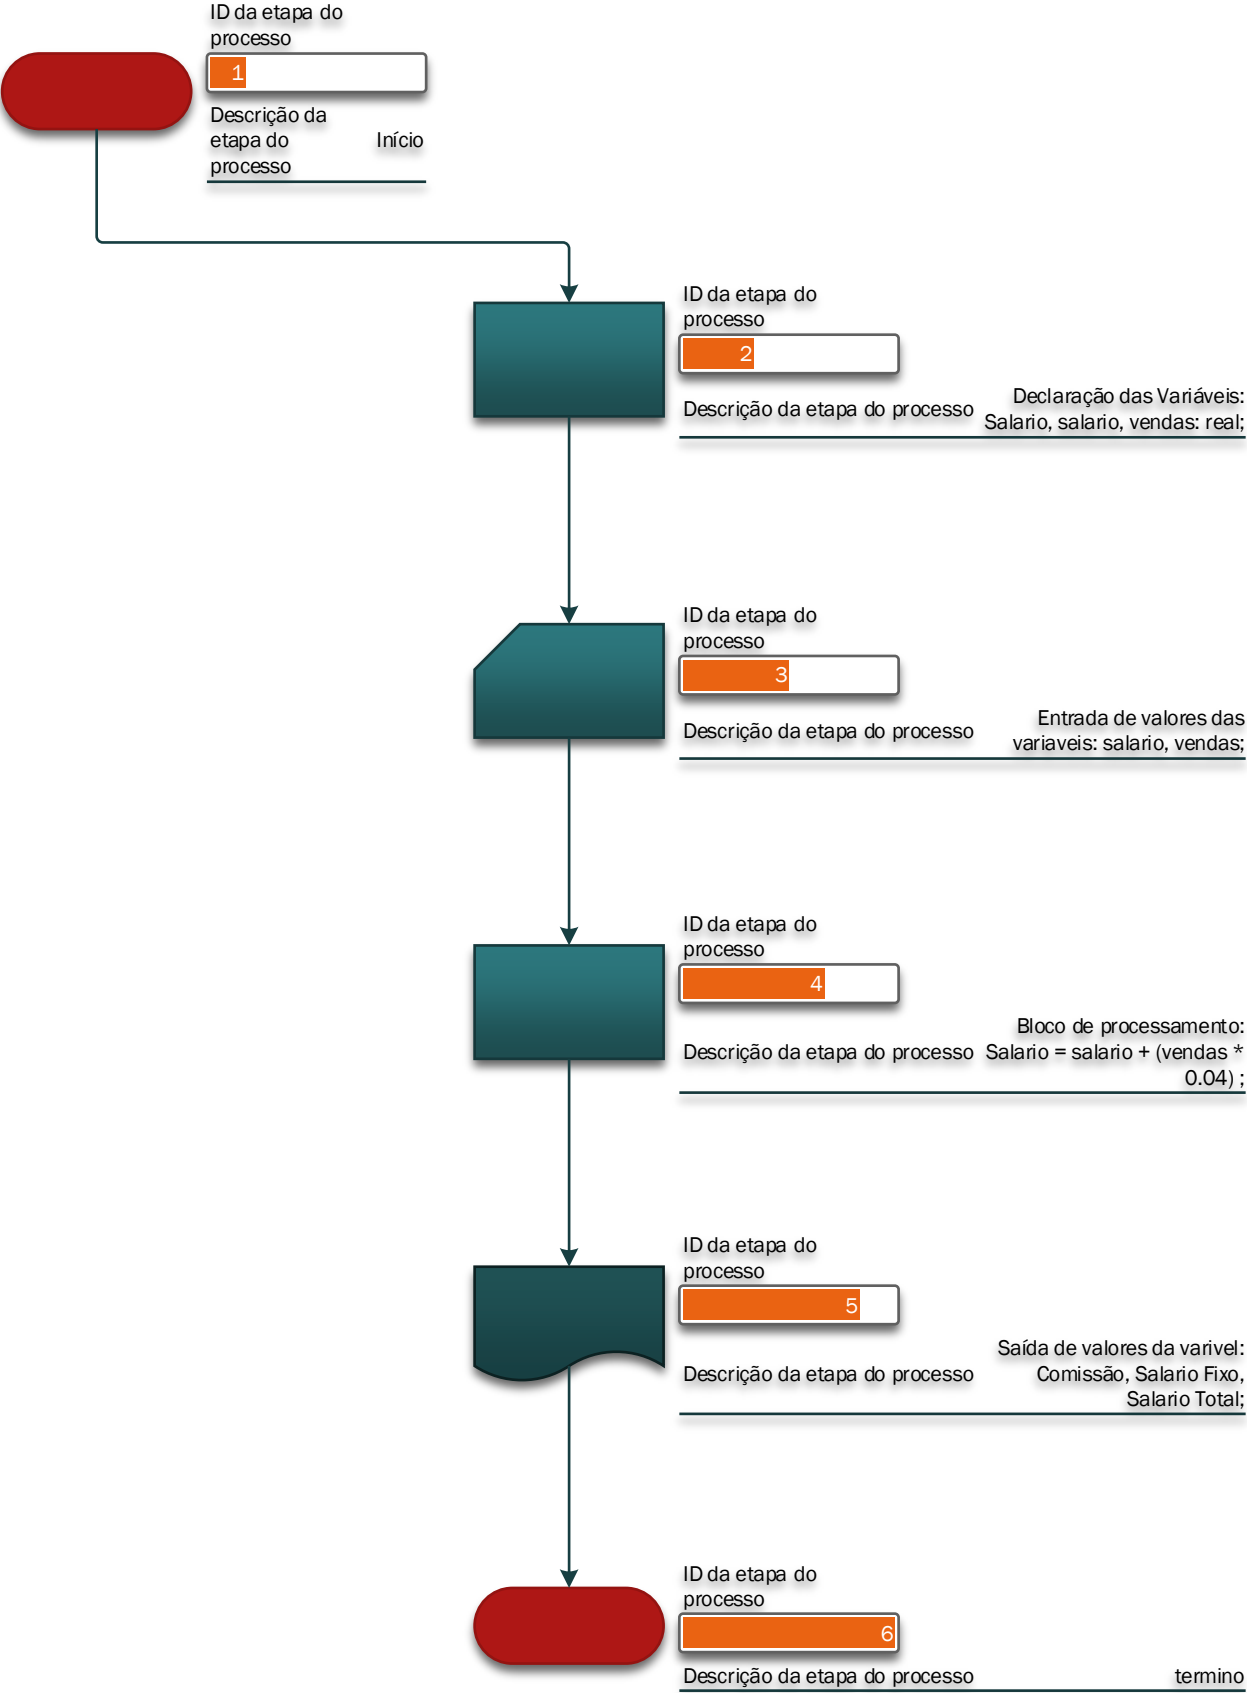 ID da etapa do
processo
1
Descrição da
etapa do
processo
Início
ID da etapa do
processo
2
Descrição da etapa do processo
Declaração das Variáveis:
Salario, salario, vendas: real;
ID da etapa do
processo
3
Descrição da etapa do processo
Entrada de valores das
variaveis: salario, vendas;
ID da etapa do
processo
4
Descrição da etapa do processo
Bloco de processamento:
Salario = salario + (vendas *
0.04) ;
ID da etapa do
processo
5
Descrição da etapa do processo
Saída de valores da varivel:
Comissão, Salario Fixo,
Salario Total;
ID da etapa do
processo
6
Descrição da etapa do processo
termino